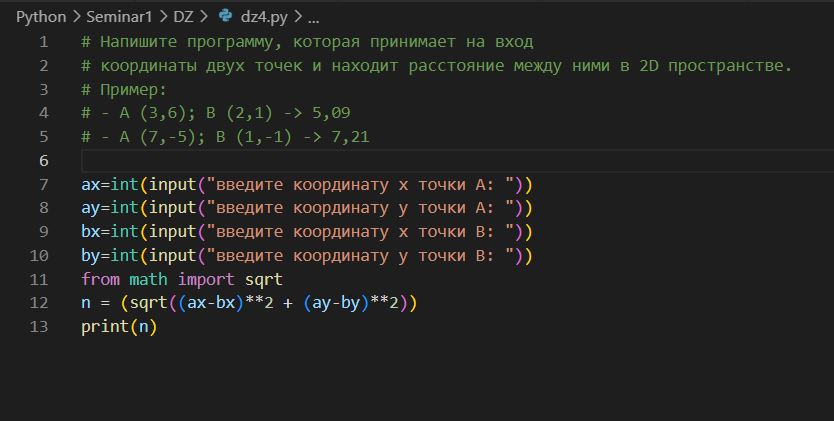 Python > Seminar1 > DZ > dz4.py > ...
1 # Напишите программу, которая принимает на вход
2 # координаты двух точек и находит расстояние между ними в 2D пространстве.
3 # Пример:
4 # - A (3,6); B (2,1) -> 5,09
5 # - A (7,-5); B (1,-1) -> 7,21
6
7 ax=int(input("введите координату x точки A: "))
8 ay=int(input("введите координату y точки A: "))
9 bx=int(input("введите координату x точки B: "))
10 by=int(input("введите координату y точки B: "))
11 from math import sqrt
12 n = (sqrt((ax-bx)**2 + (ay-by)**2))
13 print(n)